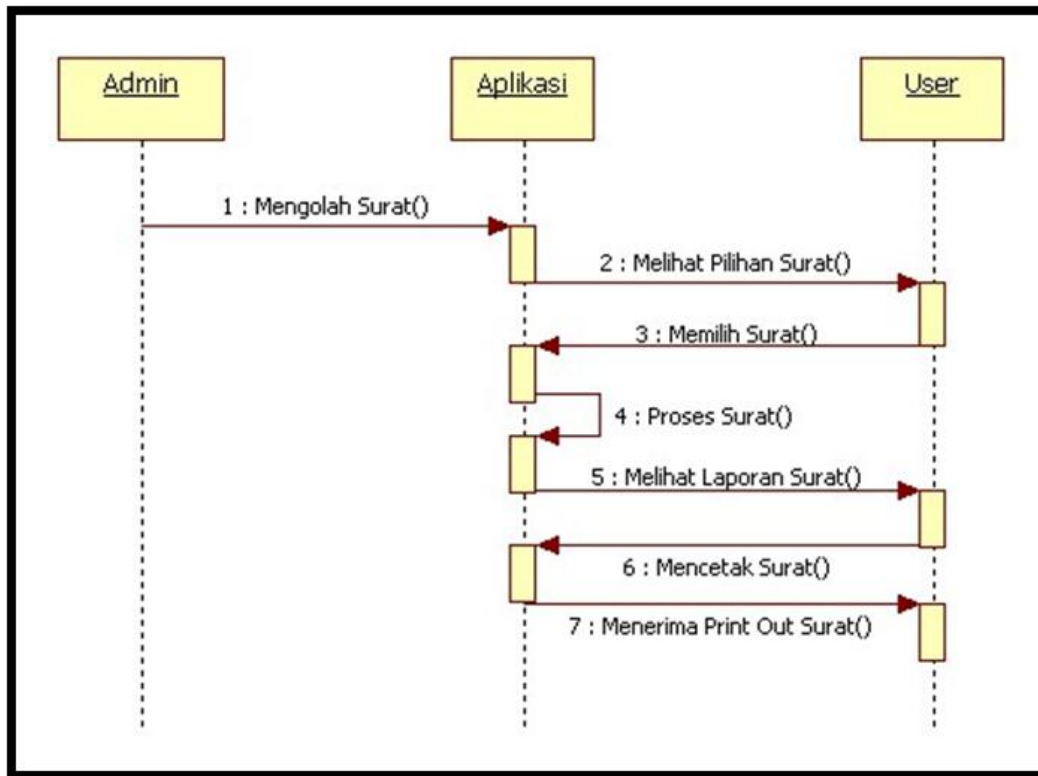 Admin
Aplikasi
User
1 : Mengolah Surat()
2 : Melihat Pilihan Surat()
3 : Memilih Surat()
4 : Proses Surat()
5 : Melihat Laporan Surat()
6 : Mencetak Surat()
7 : Menerima Print Out Surat()